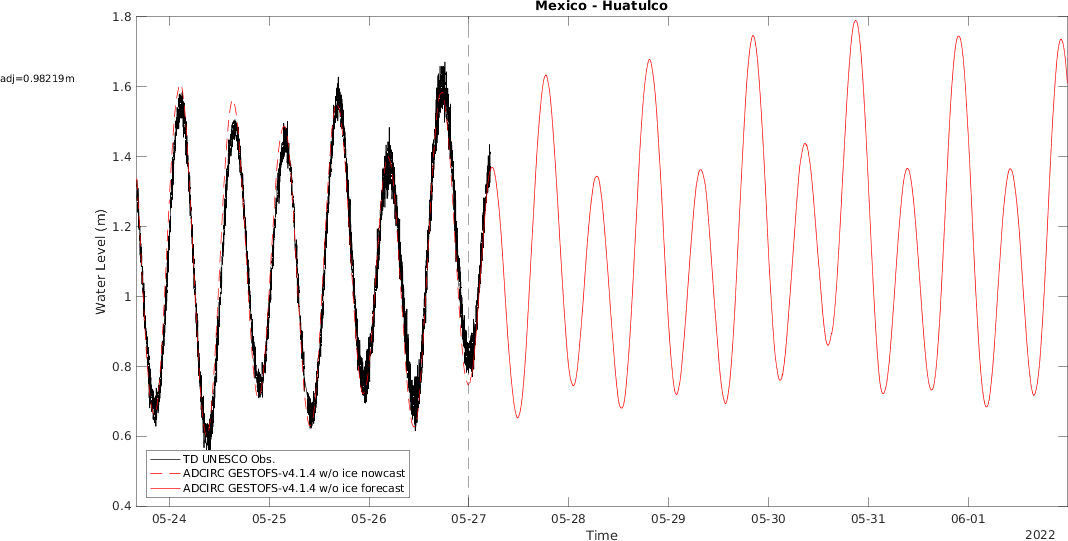 Mexico - Huatulco
adj=0.98219m
Water Level (m)
1.8
1.6
1.4
1.2
1
0.8
0.6
0.4
TD UNESCO Obs.
ADCIRC GESTOFS-v4.1.4 w/o ice nowcast
ADCIRC GESTOFS-v4.1.4 w/o ice forecast
05-24 05-25 05-26 05-27 05-28 05-29 05-30 05-31 06-01
Time
2022